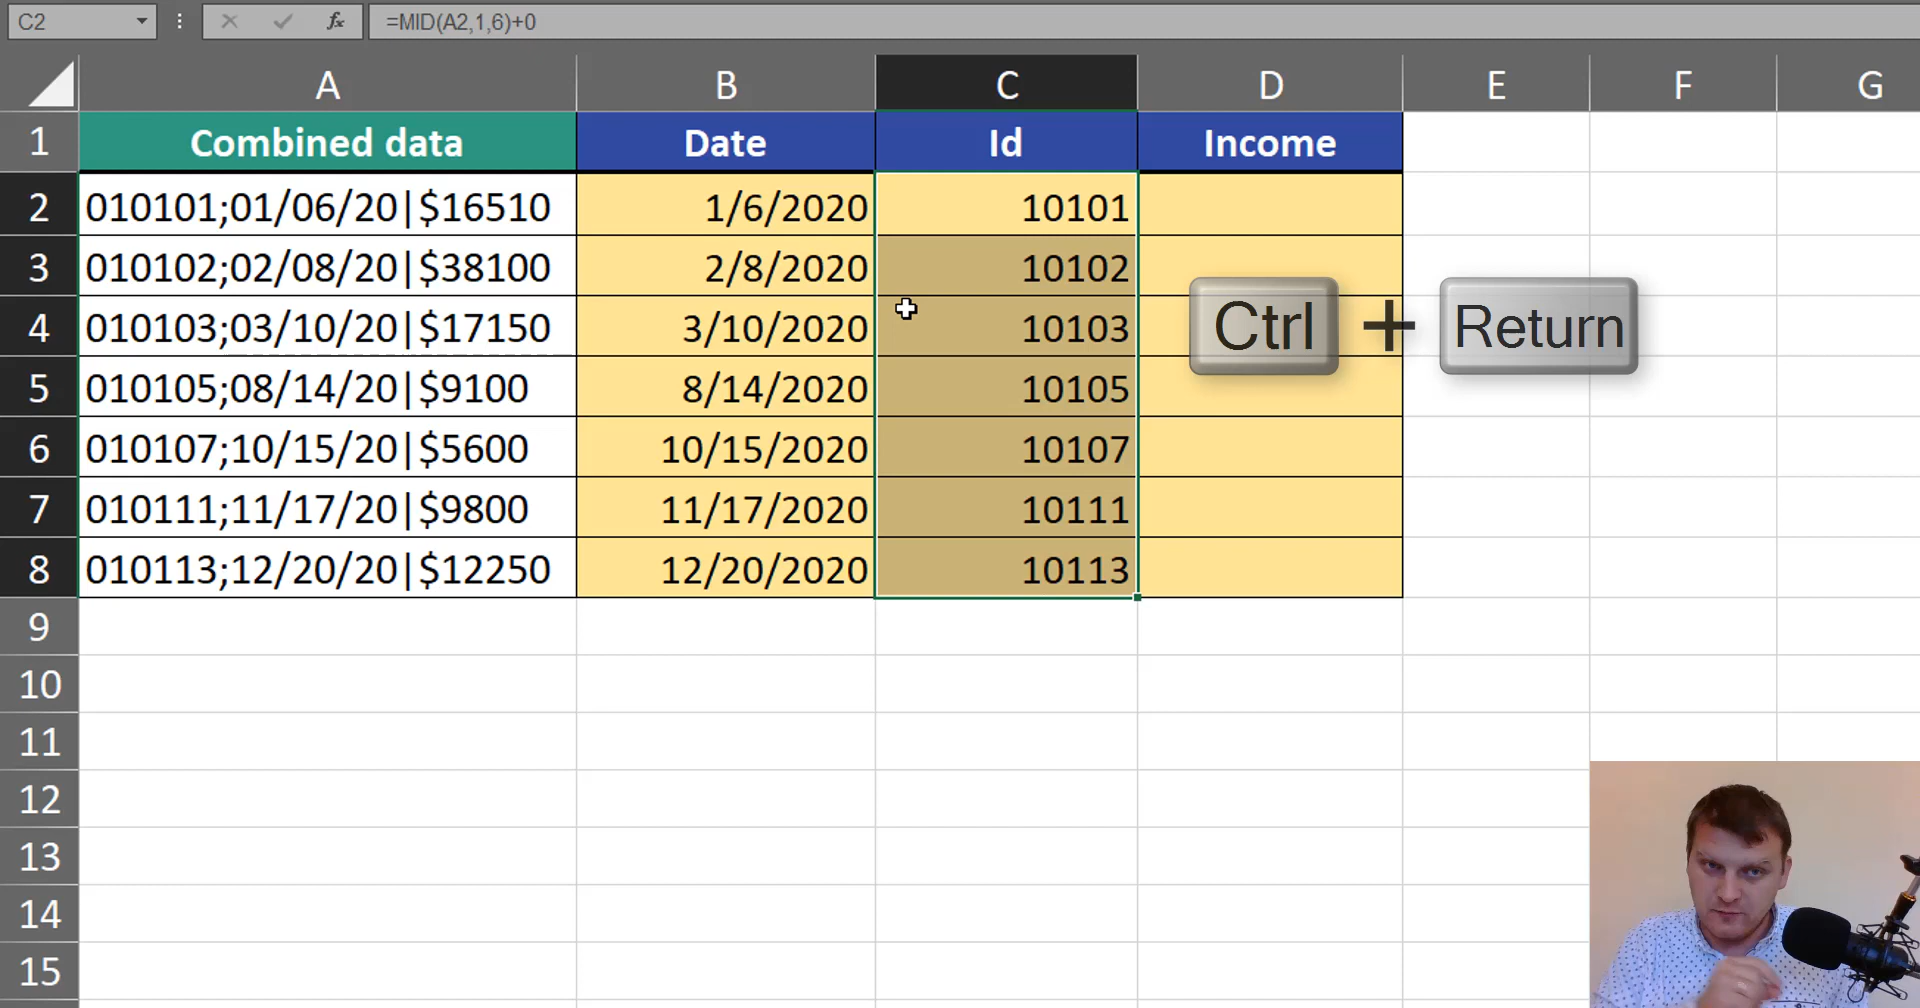 C2 fx =MID(A2,1,6)+0
A B C D E F G
1 Combined data Date Id Income
2 010101;01/06/20|$16510 1/6/2020 10101
3 010102;02/08/20|$38100 2/8/2020 10102
4 010103;03/10/20|$17150 3/10/2020 10103
Ctrl + Return
5 010105;08/14/20|$9100 8/14/2020 10105
6 010107;10/15/20|$5600 10/15/2020 10107
7 010111;11/17/20|$9800 11/17/2020 10111
8 010113;12/20/20|$12250 12/20/2020 10113
9
10
11
12
13
14
15